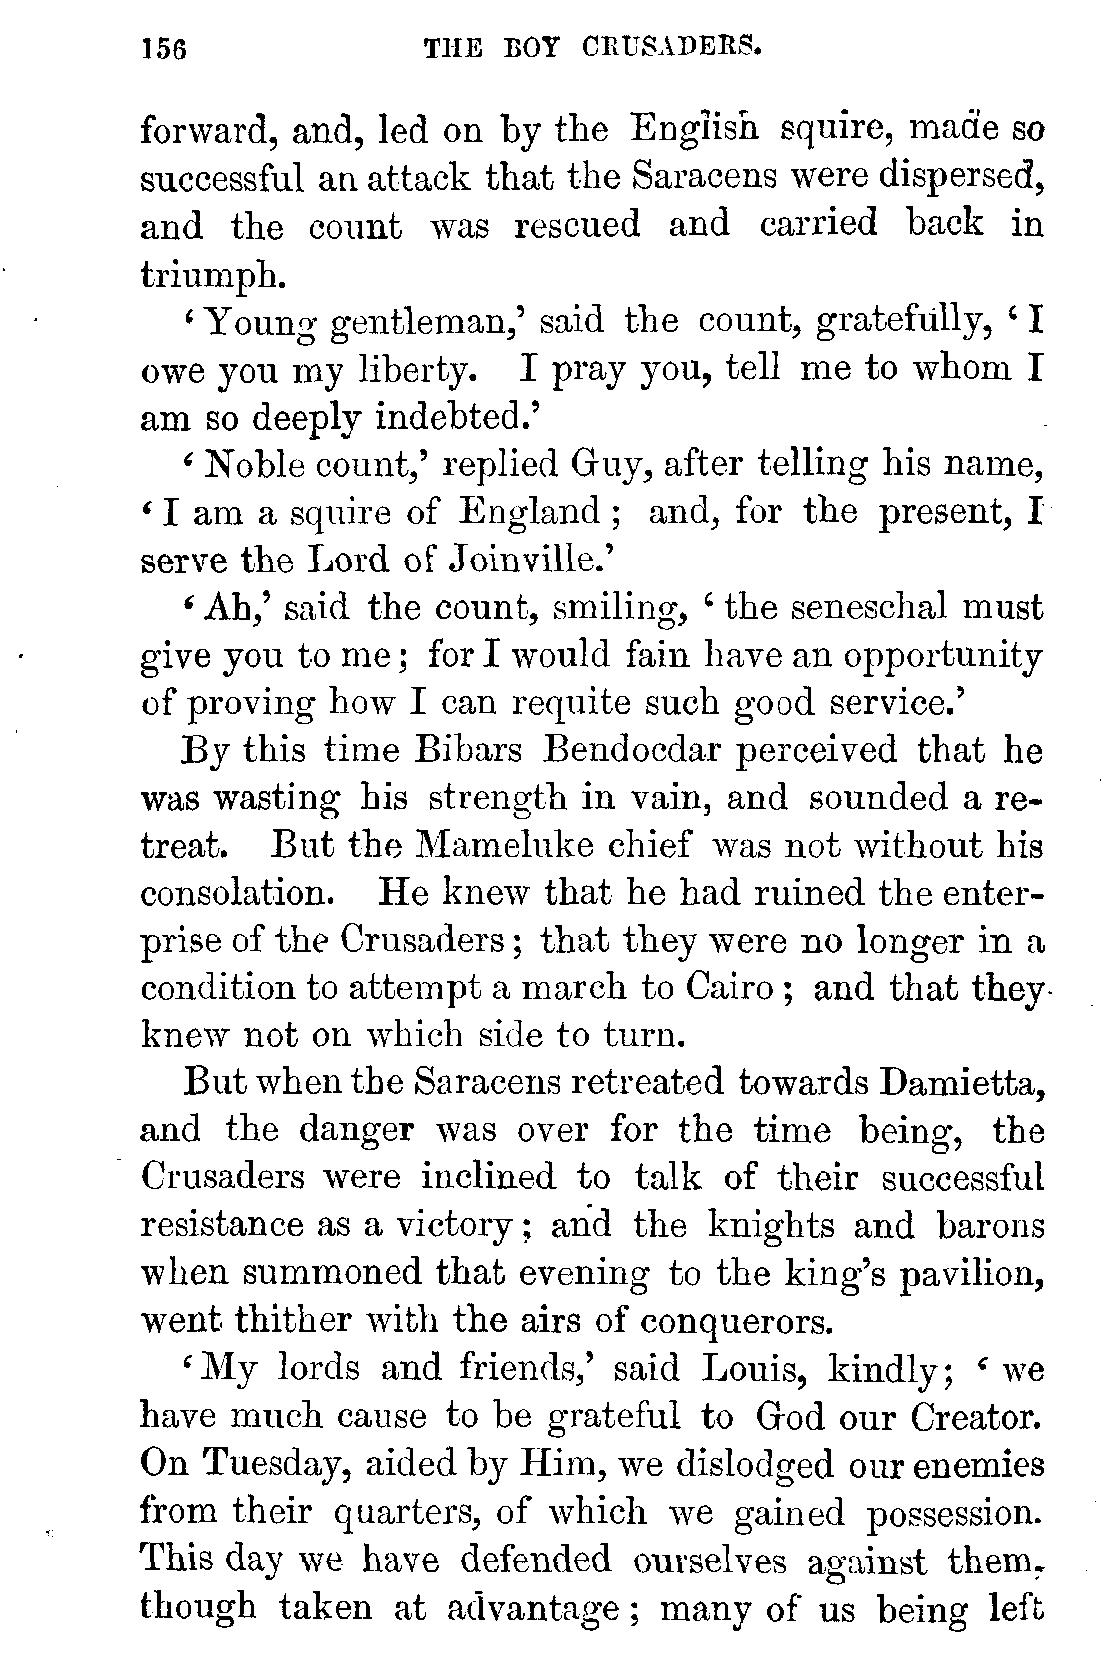 156 THE BOY CRUSADERS.
forward, and, led on by the English squire, made so
successful an attack that the Saracens were dispersed,
and the count was rescued and carried back in
triumph.
‘ Young gentleman,’ said the count, gratefully, ‘ I
owe you my liberty. I pray you, tell me to whom I
am so deeply indebted.’
‘ Noble count,’ replied Guy, after telling his name,
‘ I am a squire of England ; and, for the present, I
serve the Lord of Joinville.’
‘ Ah,’ said the count, smiling, ‘ the seneschal must
give you to me ; for I would fain have an opportunity
of proving how I can requite such good service.’
By this time Bibars Bendocdar perceived that he
was wasting his strength in vain, and sounded a re-
treat. But the Mameluke chief was not without his
consolation. He knew that he had ruined the enter-
prise of the Crusaders ; that they were no longer in a
condition to attempt a march to Cairo ; and that they
knew not on which side to turn.
But when the Saracens retreated towards Damietta,
and the danger was over for the time being, the
Crusaders were inclined to talk of their successful
resistance as a victory ; and the knights and barons
when summoned that evening to the king’s pavilion,
went thither with the airs of conquerors.
‘ My lords and friends,’ said Louis, kindly ; ‘ we
have much cause to be grateful to God our Creator.
On Tuesday, aided by Him, we dislodged our enemies
from their quarters, of which we gained possession.
This day we have defended ourselves against them,
though taken at advantage ; many of us being left